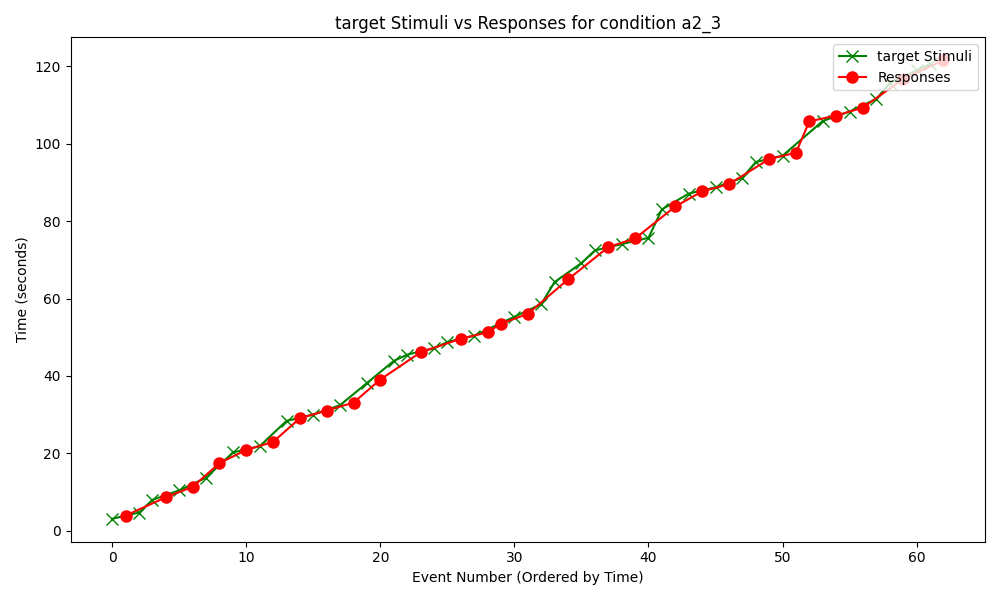 target Stimuli vs Responses for condition a2_3
target Stimuli
Responses
120
100
80
60
40
20
0
Time (seconds)
0 10 20 30 40 50 60
Event Number (Ordered by Time)